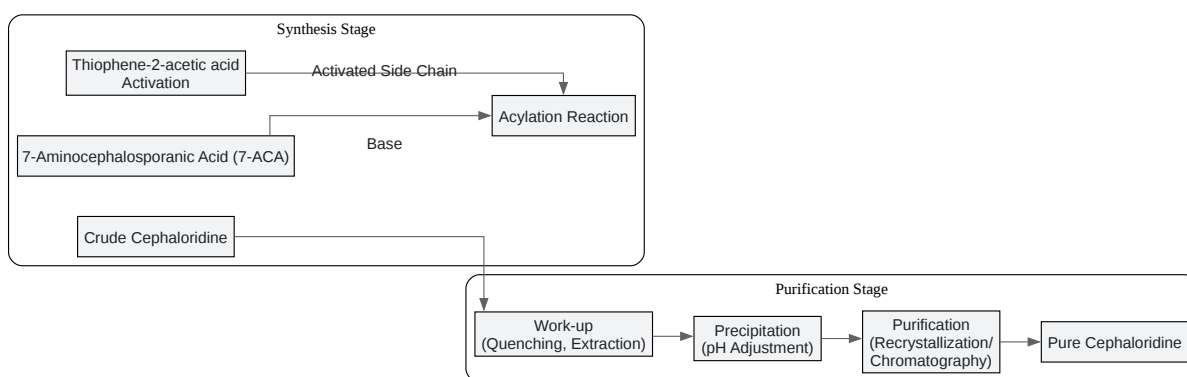 Synthesis Stage
Thiophene-2-acetic acid
Activation
Activated Side Chain
Acylation Reaction
7-Aminocephalosporanic Acid (7-ACA)
Base
Crude Cephaloridine
Purification Stage
Work-up
(Quenching, Extraction)
Precipitation
(pH Adjustment)
Purification
(Recrystallization/
Chromatography)
Pure Cephaloridine